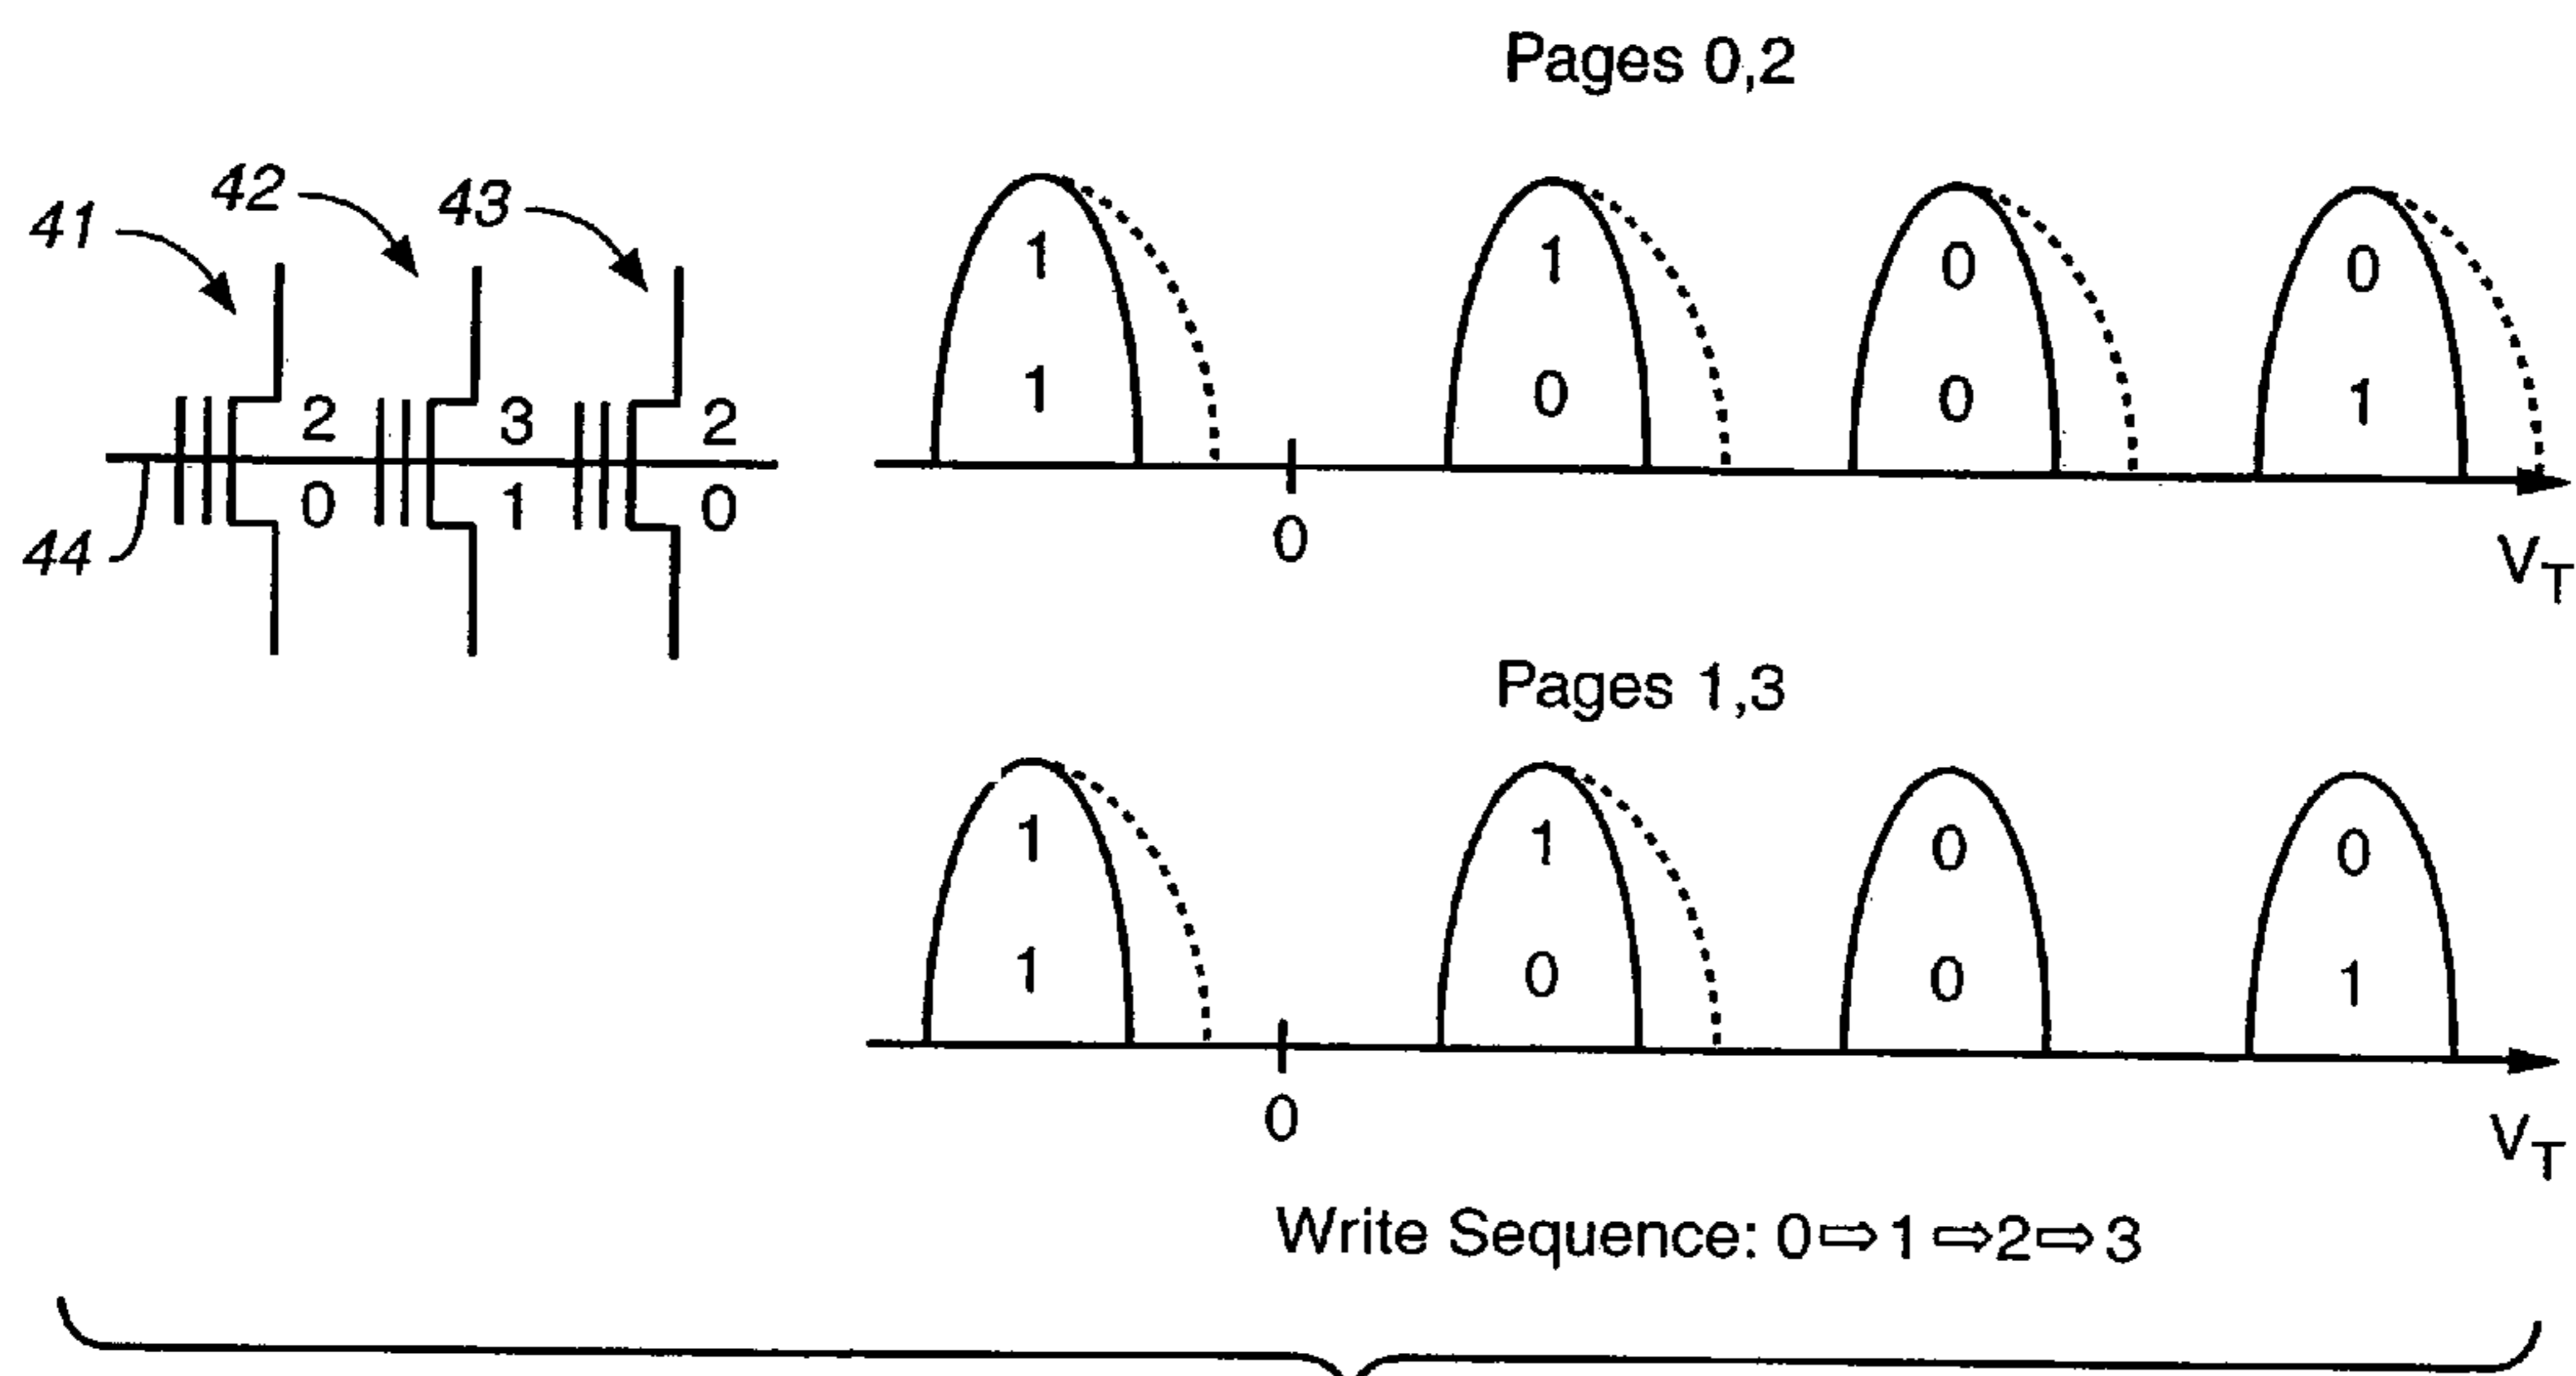 Pages 0,2
41 42 43
1 1 0 0
1 0 0 1
2 3 2
0 1 0
44
0
V_T
Pages 1,3
1 1 0 0
1 0 0 1
0
V_T
Write Sequence: 0⇨1⇨2⇨3